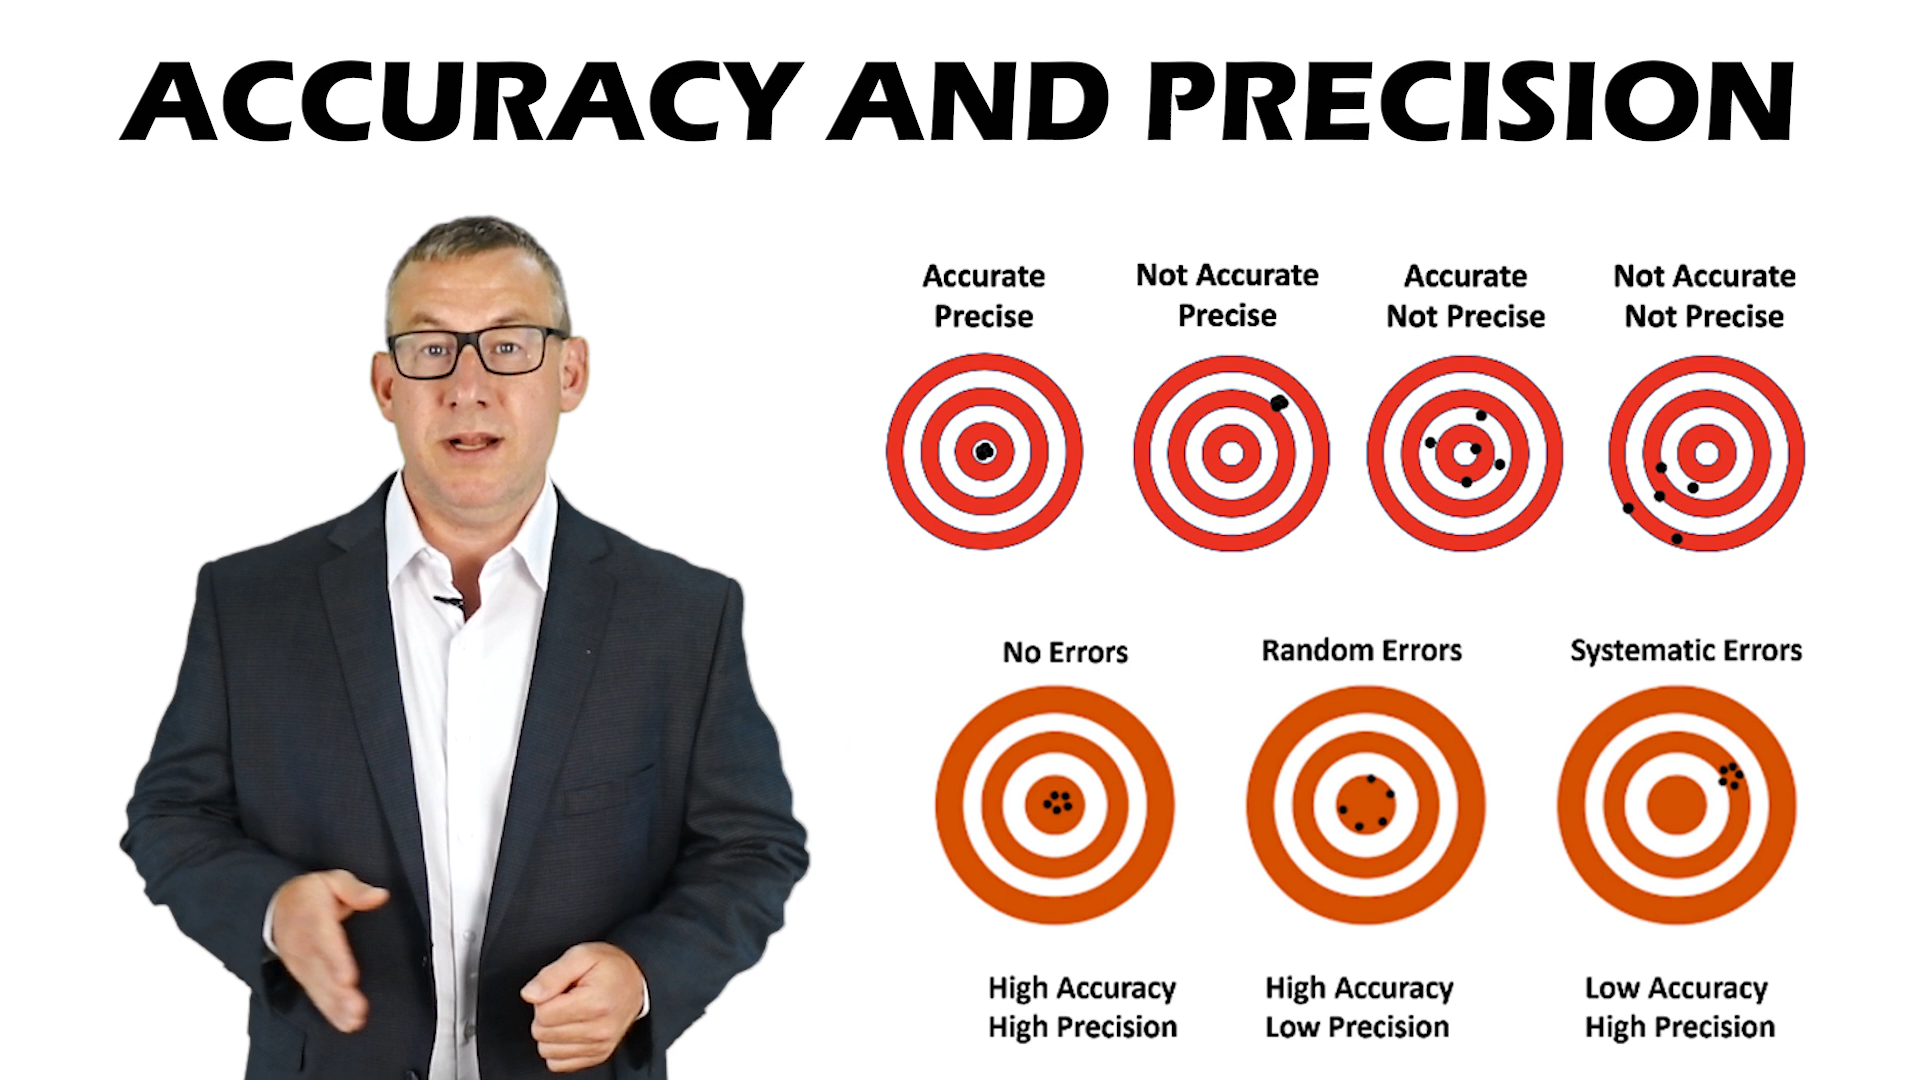 ACCURACY AND PRECISION
Accurate
Precise
Not Accurate
Precise
Accurate
Not Precise
Not Accurate
Not Precise
No Errors
Random Errors
Systematic Errors
High Accuracy
High Precision
High Accuracy
Low Precision
Low Accuracy
High Precision